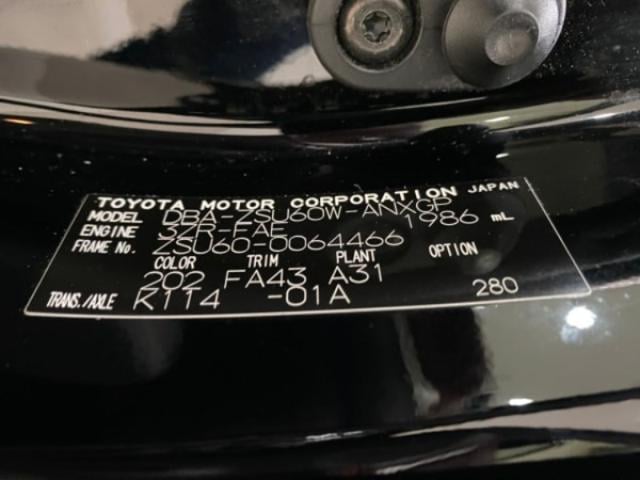 TOYOTA MOTOR CORPORATION JAPAN
MODEL DBA-ZSU60W-ANXGP
ENGINE 3ZR-FAE 1986 mL
FRAME No. ZSU60-0064466
COLOR TRIM PLANT OPTION
202 FA43 A31
TRANS./AXLE K114 -01A 280